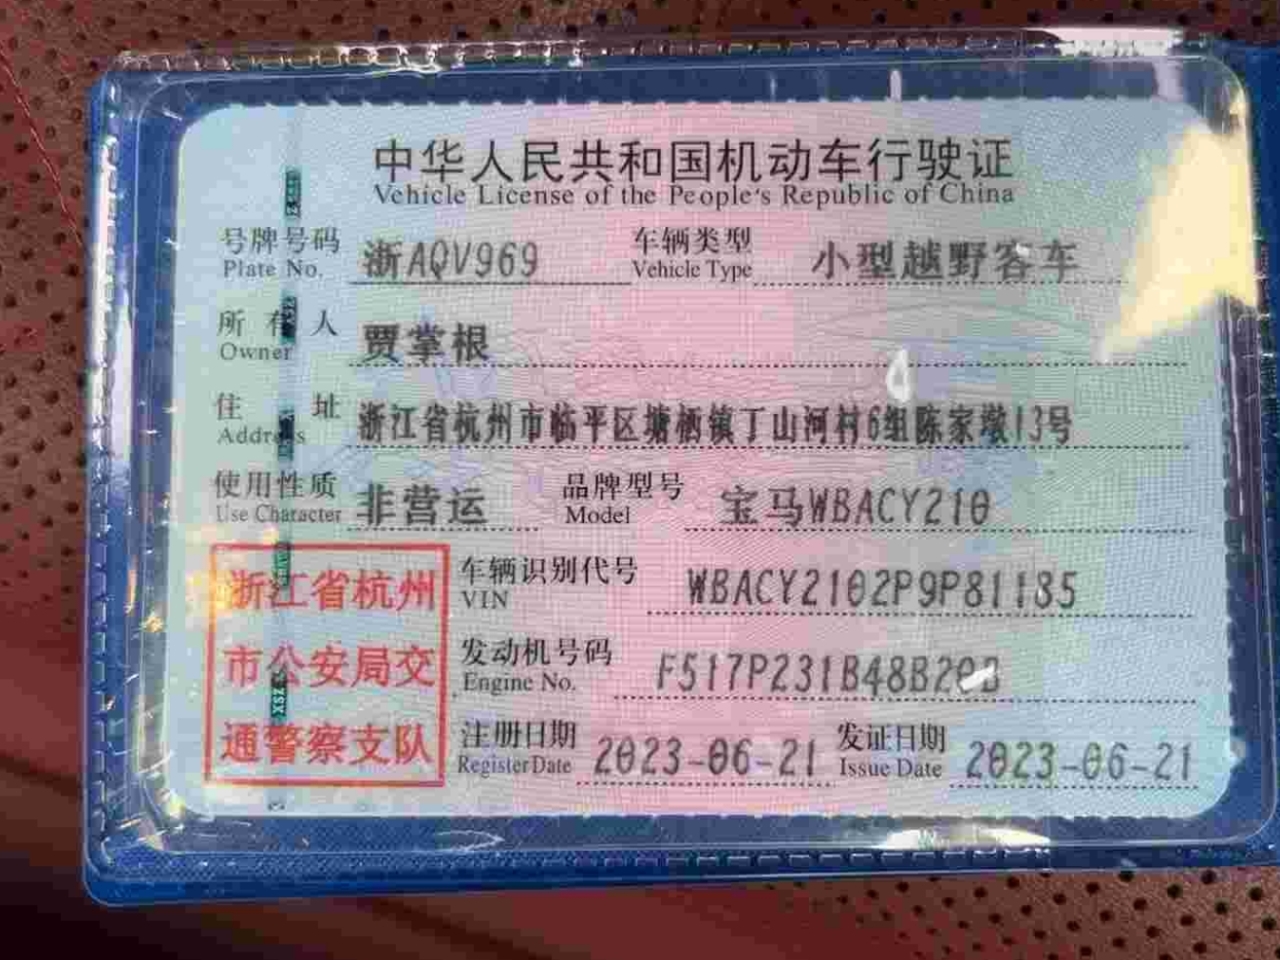 中华人民共和国机动车行驶证
Vehicle License of the People's Republic of China
号牌号码 浙AQV969 车辆类型 小型越野客车
Plate No. Vehicle Type
所有人 贾掌根
Owner
住址 浙江省杭州市临平区塘栖镇丁山河村6组陈家墩13号
Address
使用性质 非营运 品牌型号 宝马WBACY210
Use Character Model
浙江省杭州
市公安局交
通警察支队
车辆识别代号 WBACY2102P9P81185
VIN
发动机号码 F517P231B48B20B
Engine No.
注册日期 2023-06-21 发证日期 2023-06-21
Register Date Issue Date